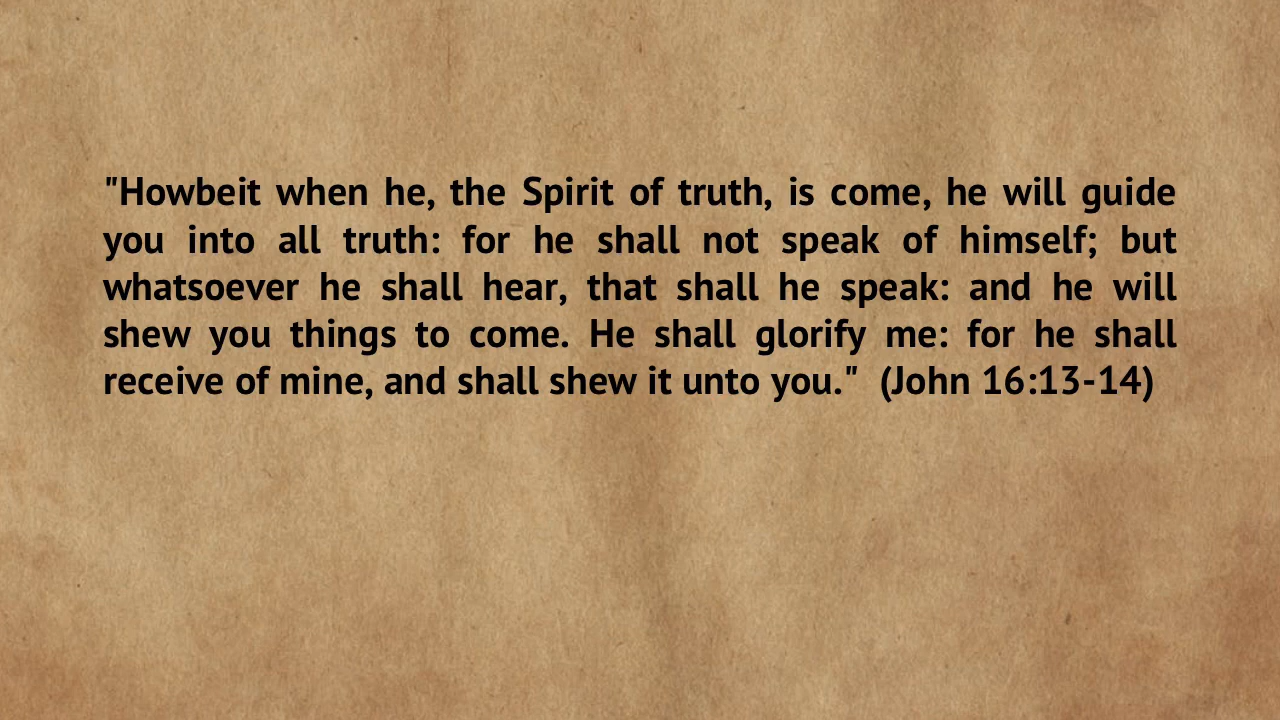 "Howbeit when he, the Spirit of truth, is come, he will guide
you into all truth: for he shall not speak of himself; but
whatsoever he shall hear, that shall he speak: and he will
shew you things to come. He shall glorify me: for he shall
receive of mine, and shall shew it unto you."  (John 16:13-14)